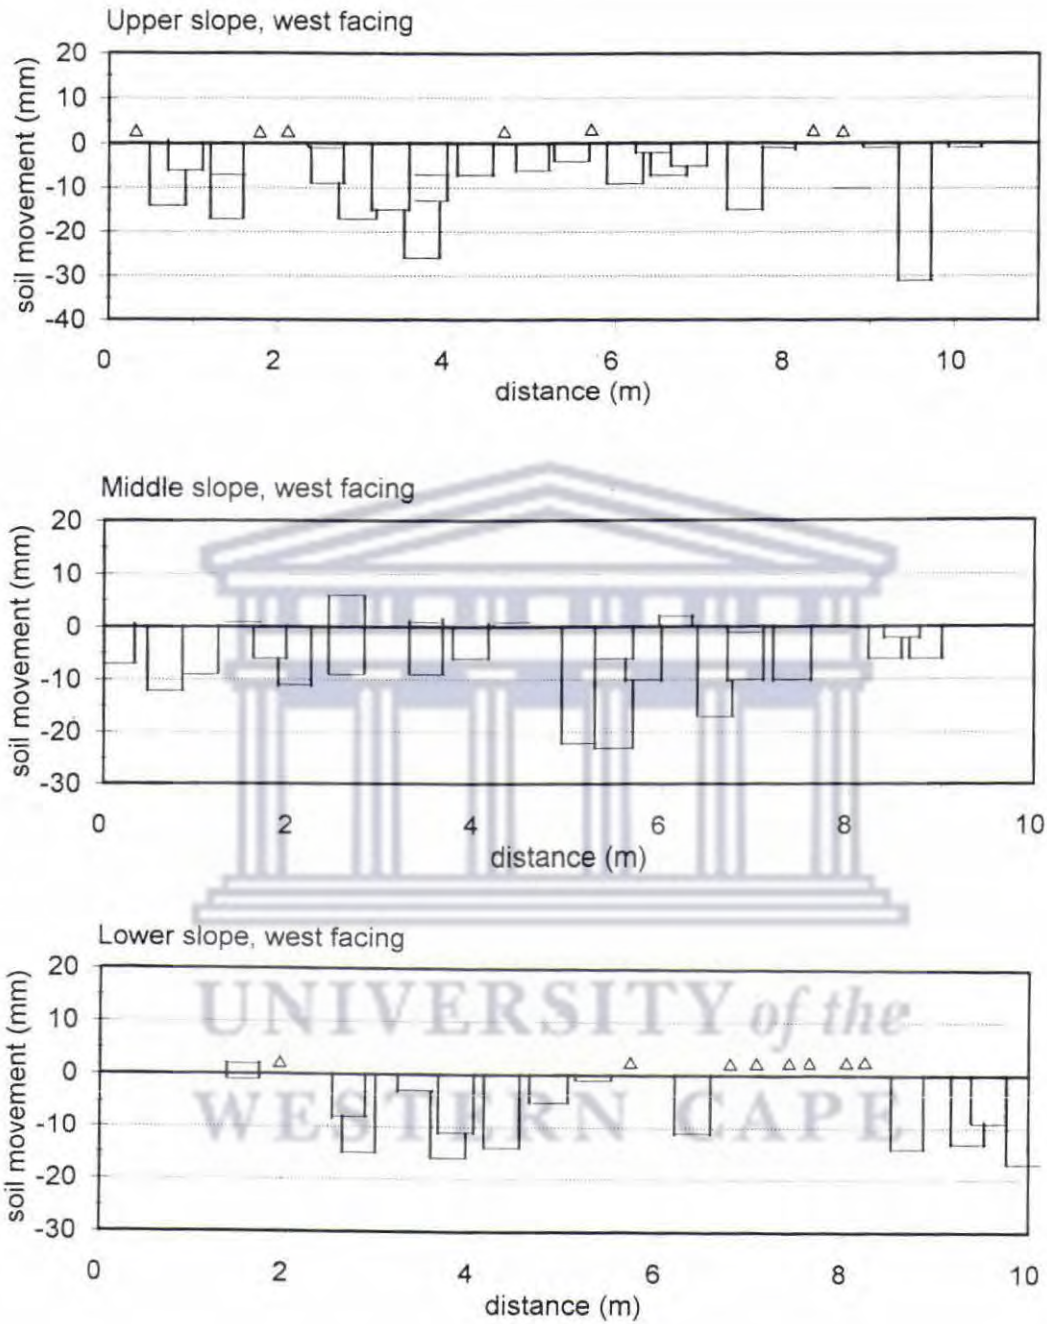 Upper slope, west facing
soil movement (mm)
20
10
0
-10
-20
-30
-40
0 2 4 6 8 10
distance (m)
Middle slope, west facing
soil movement (mm)
20
10
0
-10
-20
-30
0 2 4 6 8 10
distance (m)
Lower slope, west facing
soil movement (mm)
20
10
0
-10
-20
-30
0 2 4 6 8 10
distance (m)
UNIVERSITY of the
WESTERN CAPE